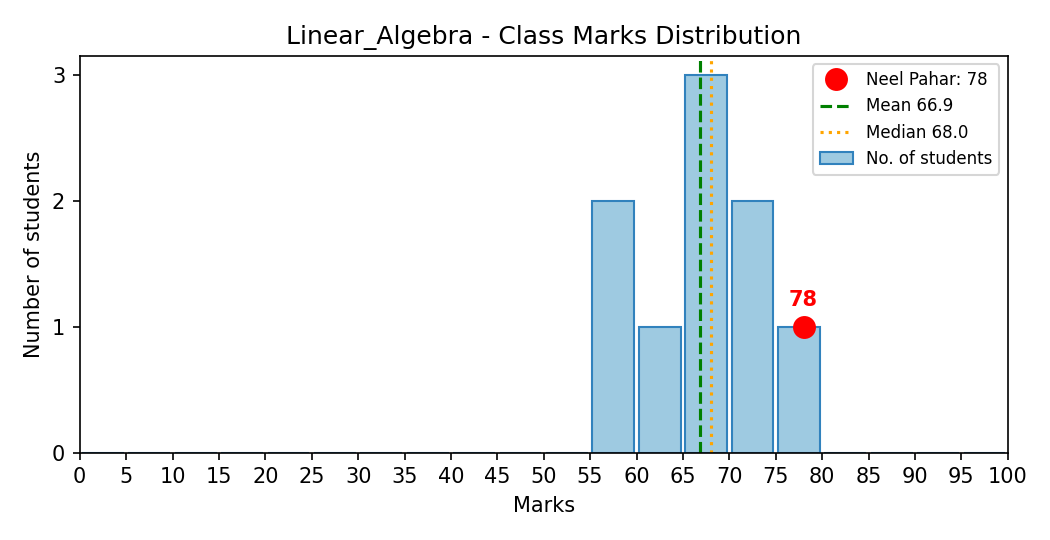 Linear_Algebra - Class Marks Distribution
Number of students
3
2
1
0
78
Neel Pahar: 78
Mean 66.9
Median 68.0
No. of students
0 5 10 15 20 25 30 35 40 45 50 55 60 65 70 75 80 85 90 95 100
Marks